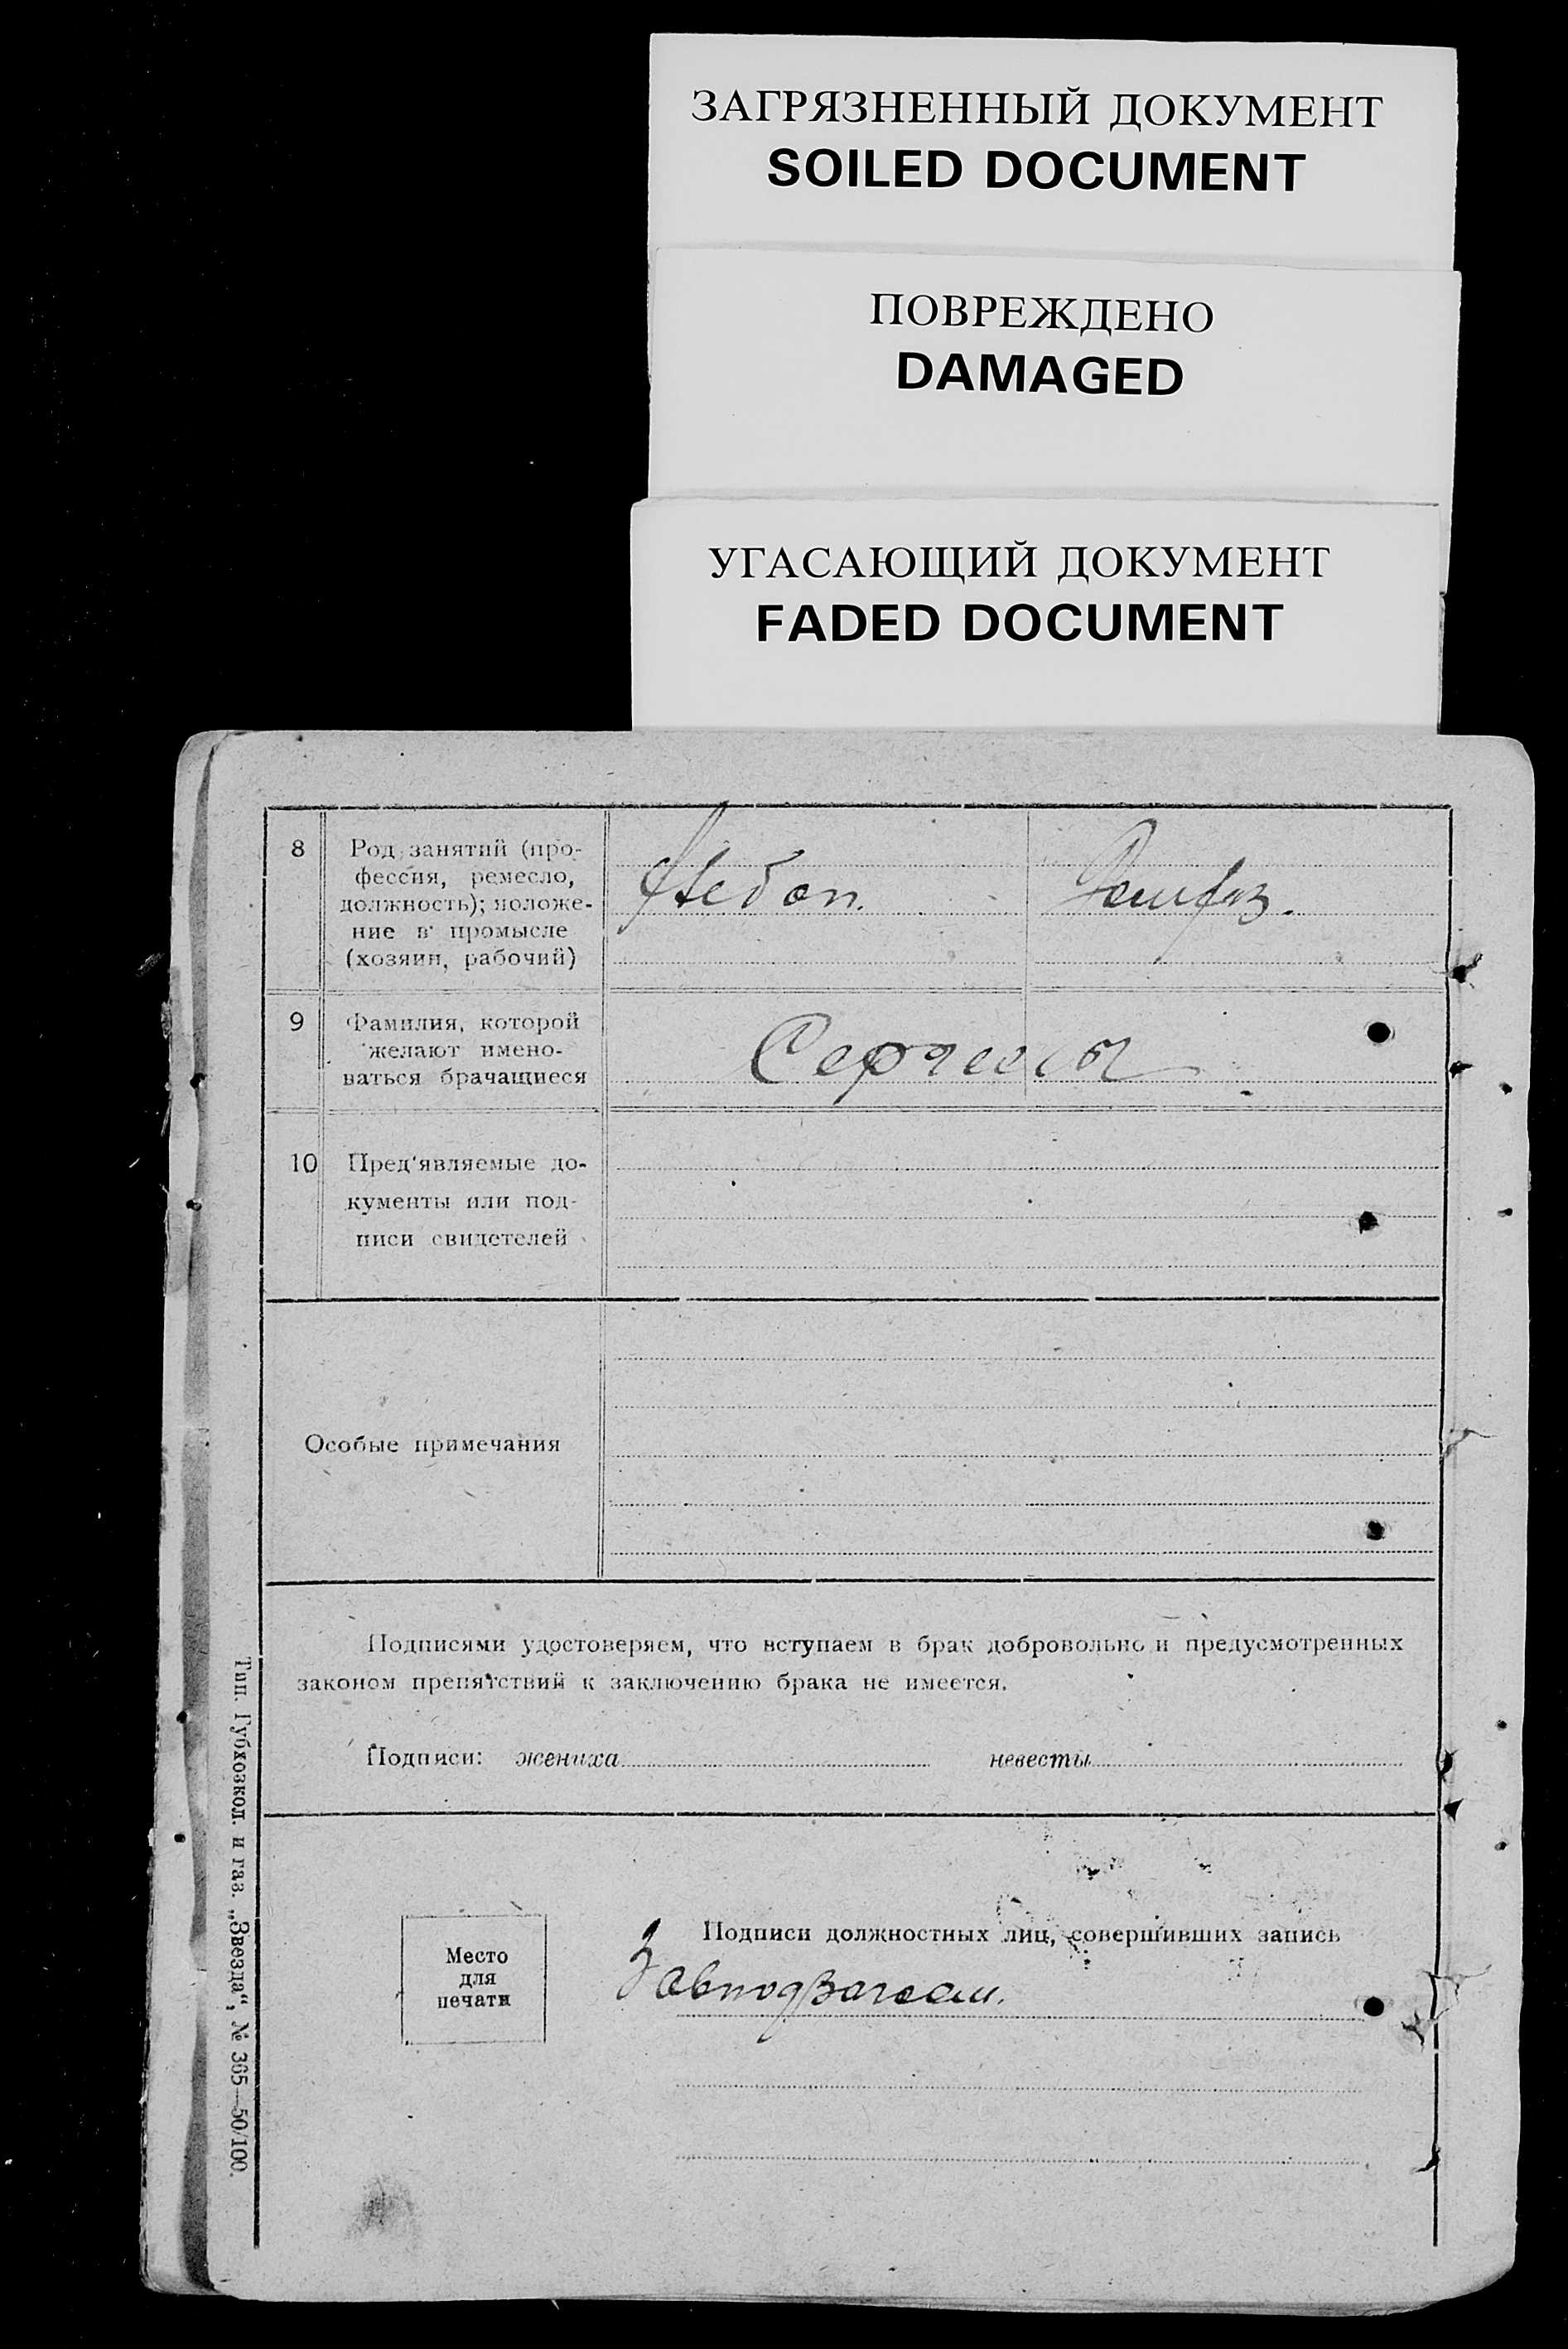 ЗАГРЯЗНЕННЫЙ ДОКУМЕНТ
SOILED DOCUMENT
ПОВРЕЖДЕНО
DAMAGED
УГАСАЮЩИЙ ДОКУМЕНТ
FADED DOCUMENT
8 Род занятий (про-
фессия, ремесло,
должность); положе-
ние в промысле
(хозяин, рабочий)
9 Фамилия, которой
желают имено-
ваться брачащиеся
10 Пред'являемые до-
кументы или под-
писи свидетелей
Особые примечания
Подписями удостоверяем, что вступаем в брак добровольно и предусмотренных
законом препятствий к заключению брака не имеется.
Подписи: жениха невесты
Место
для
печати
Подписи должностных лиц, совершивших запись
Тип. Губхозкол. и газ. „Звезда“, № 365—50/100.